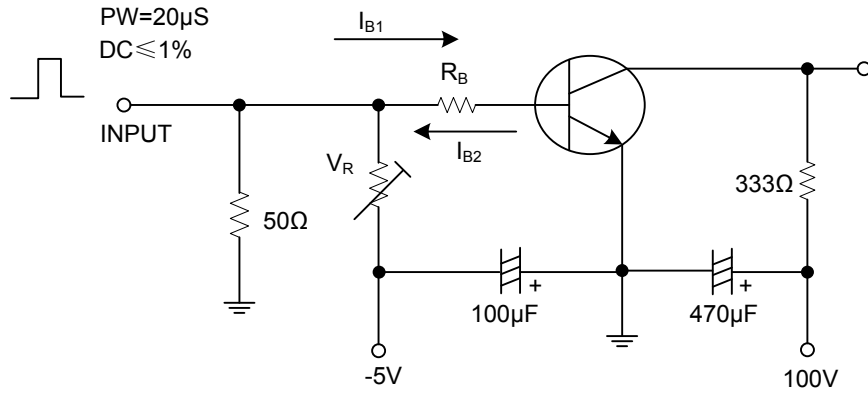 PW=20μS
DC≤1%
I_B1
R_B
INPUT
I_B2
V_R
50Ω
333Ω
+
100μF
+
470μF
-5V
100V